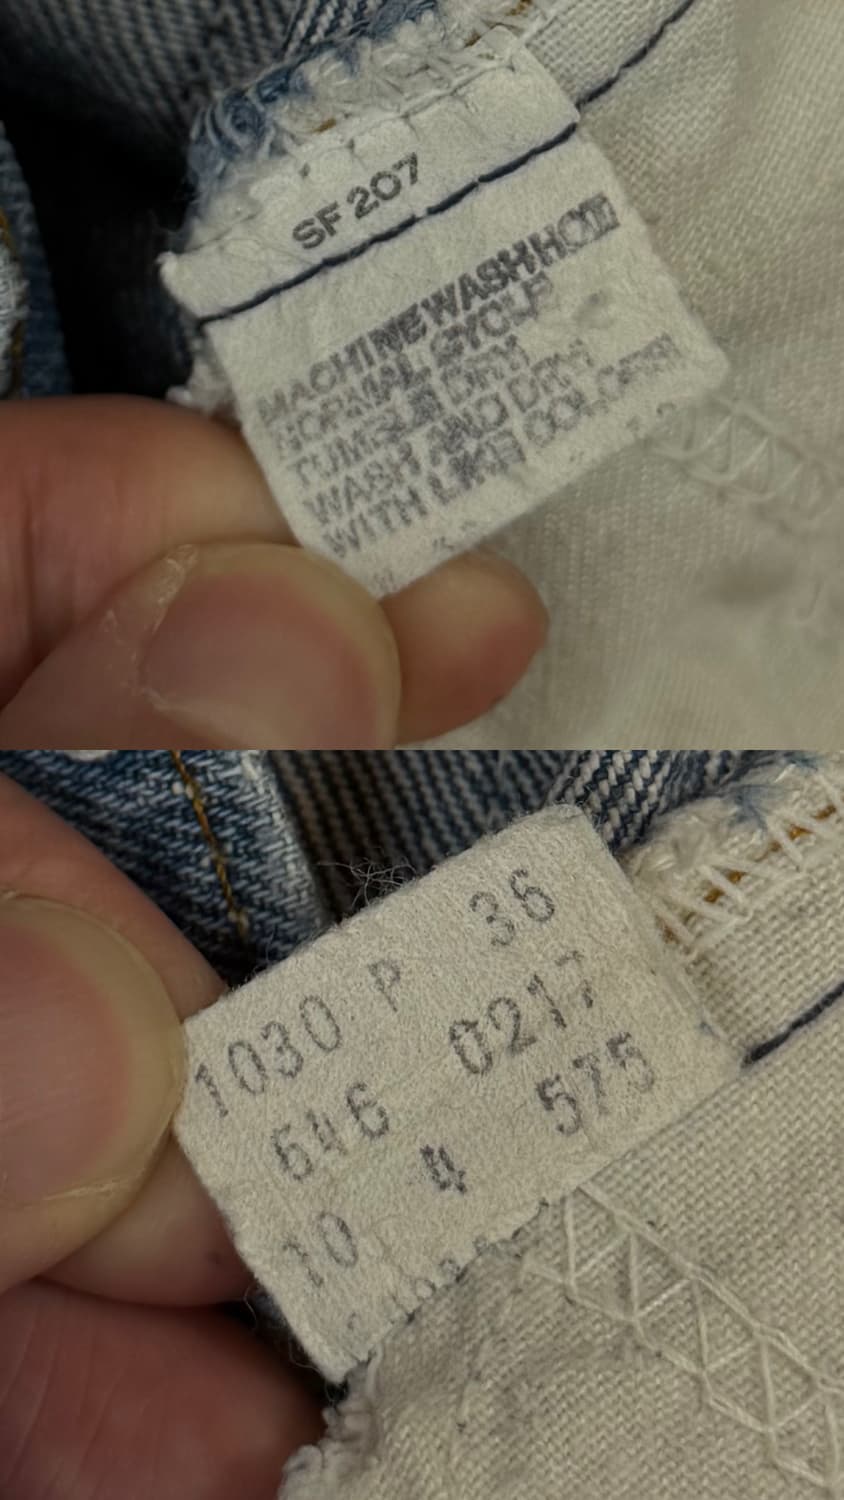 SF 207
MACHINE WASH HOT
NORMAL CYCLE
TUMBLE DRY
WASH AND DRY
WITH LIKE COLORS
1030 P 36
646 0217
10 4 575